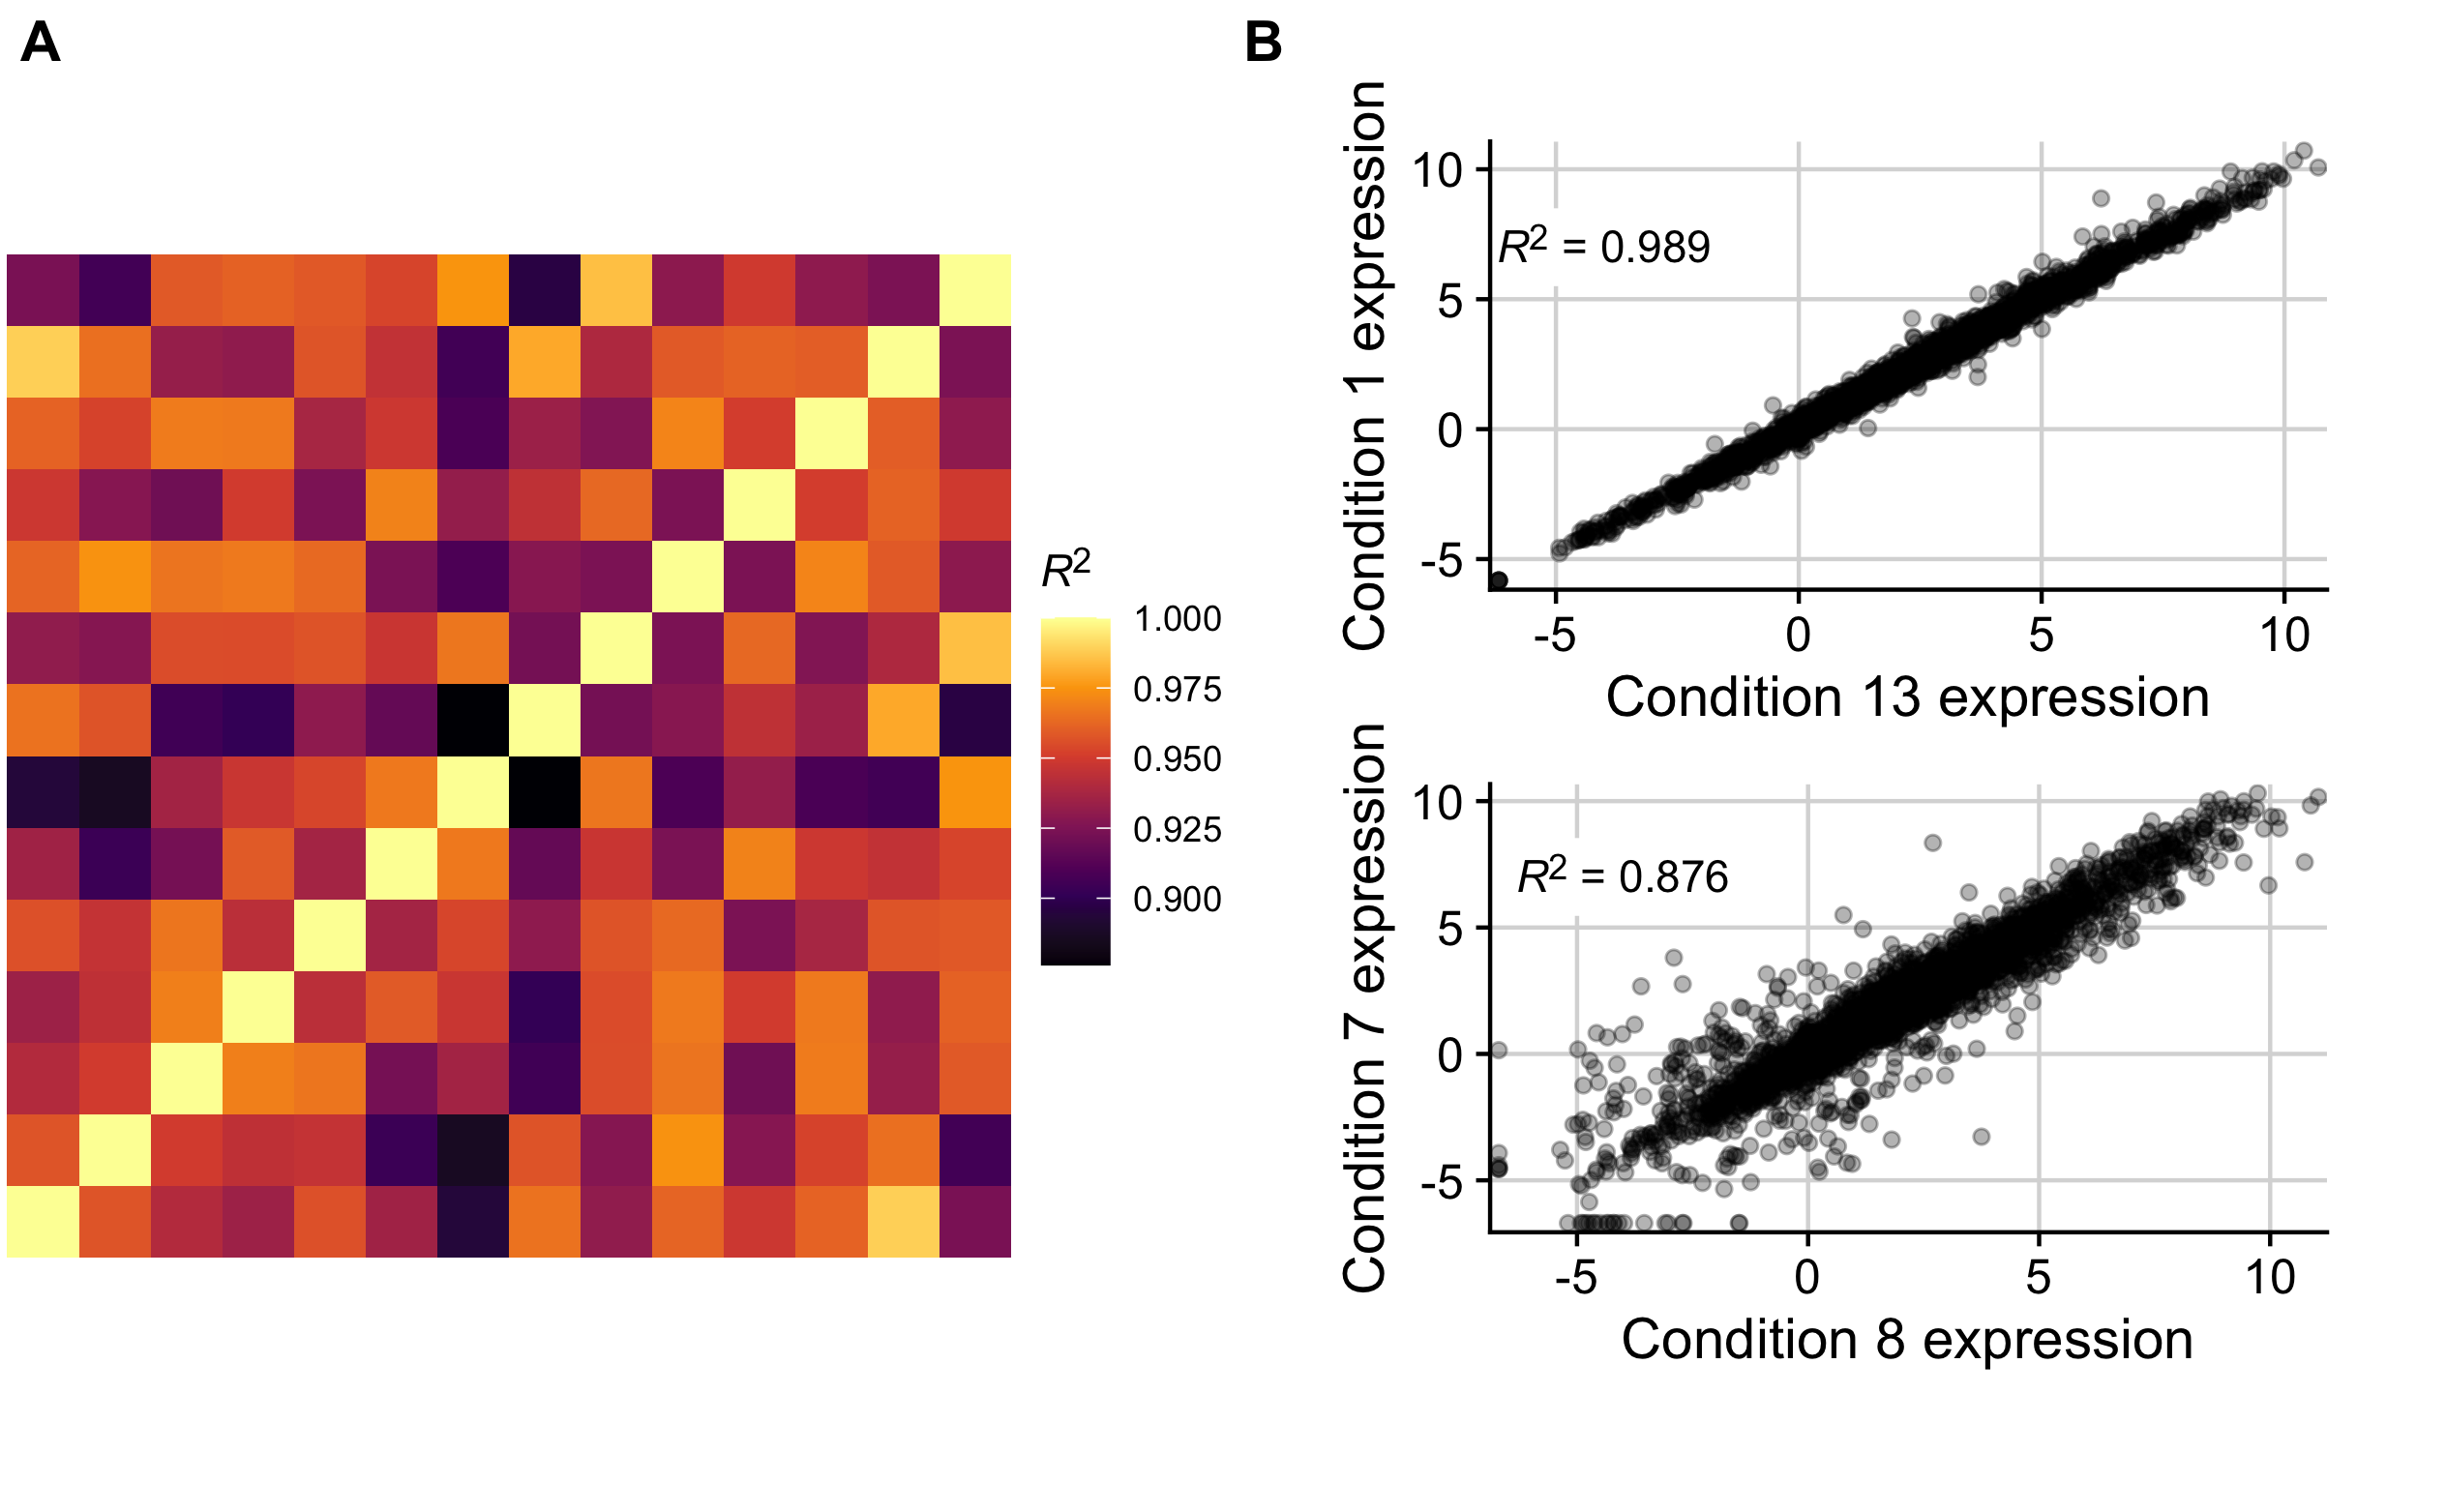 A
R²
1.000
0.975
0.950
0.925
0.900
B
Condition 1 expression
10
5
0
-5
R² = 0.989
-5 0 5 10
Condition 13 expression
Condition 7 expression
10
5
0
-5
R² = 0.876
-5 0 5 10
Condition 8 expression